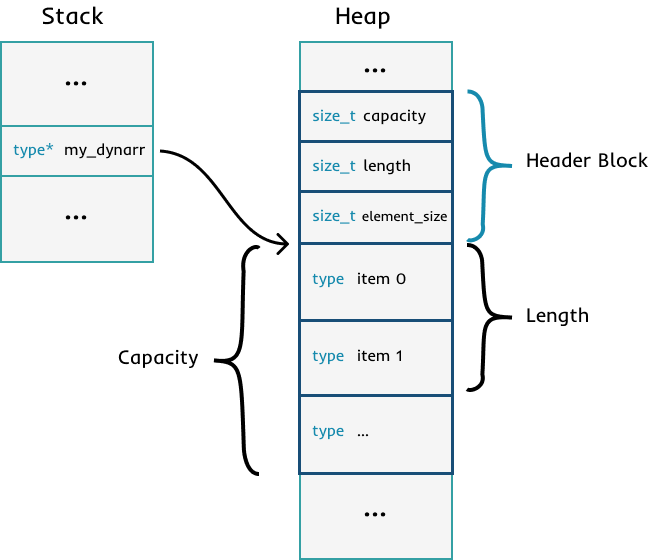 Stack
...
type* my_dynarr
...
Heap
...
size_t capacity
size_t length
size_t element_size
type item 0
type item 1
type ...
...
Header Block
Length
Capacity